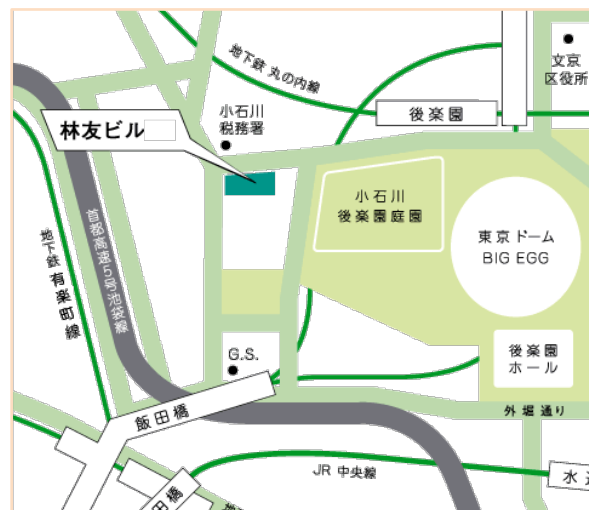 地下鉄 丸の内線
文京
区役所
後楽園
小石川
税務署
林友ビル
小石川
後楽園庭園
東京ドーム
BIG EGG
首都高速5号池袋線
地下鉄 有楽町線
G.S.
後楽園
ホール
飯田橋
外堀通り
JR 中央線
水道
田橋